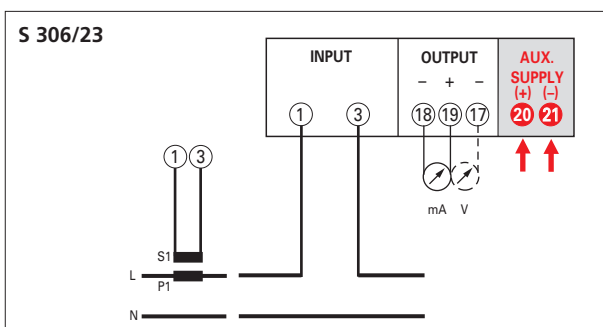 S 306/23
INPUT
OUTPUT
AUX.
SUPPLY
− + −
(+) (−)
1 3 18 19 17 20 21
1 3
mA V
S1
L
P1
N